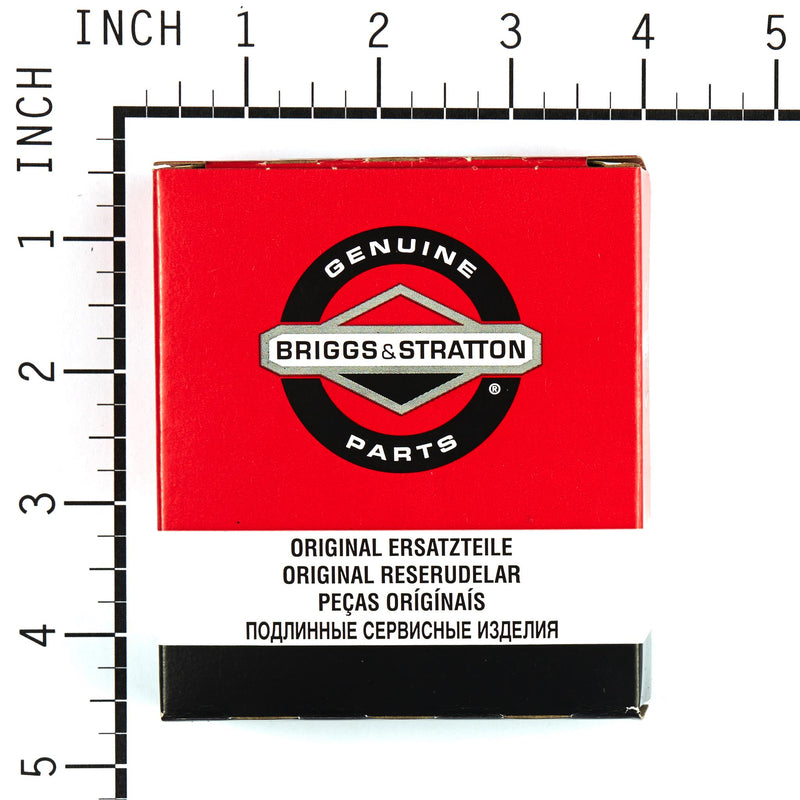 INCH 1 2 3 4 5
INCH
1
2
3
4
5
GENUINE
BRIGGS & STRATTON
®
PARTS
ORIGINAL ERSATZTEILE
ORIGINAL RESERUDELAR
PEÇAS ORÍGÍNAÍS
ПОДЛИННЫЕ СЕРВИСНЫЕ ИЗДЕЛИЯ